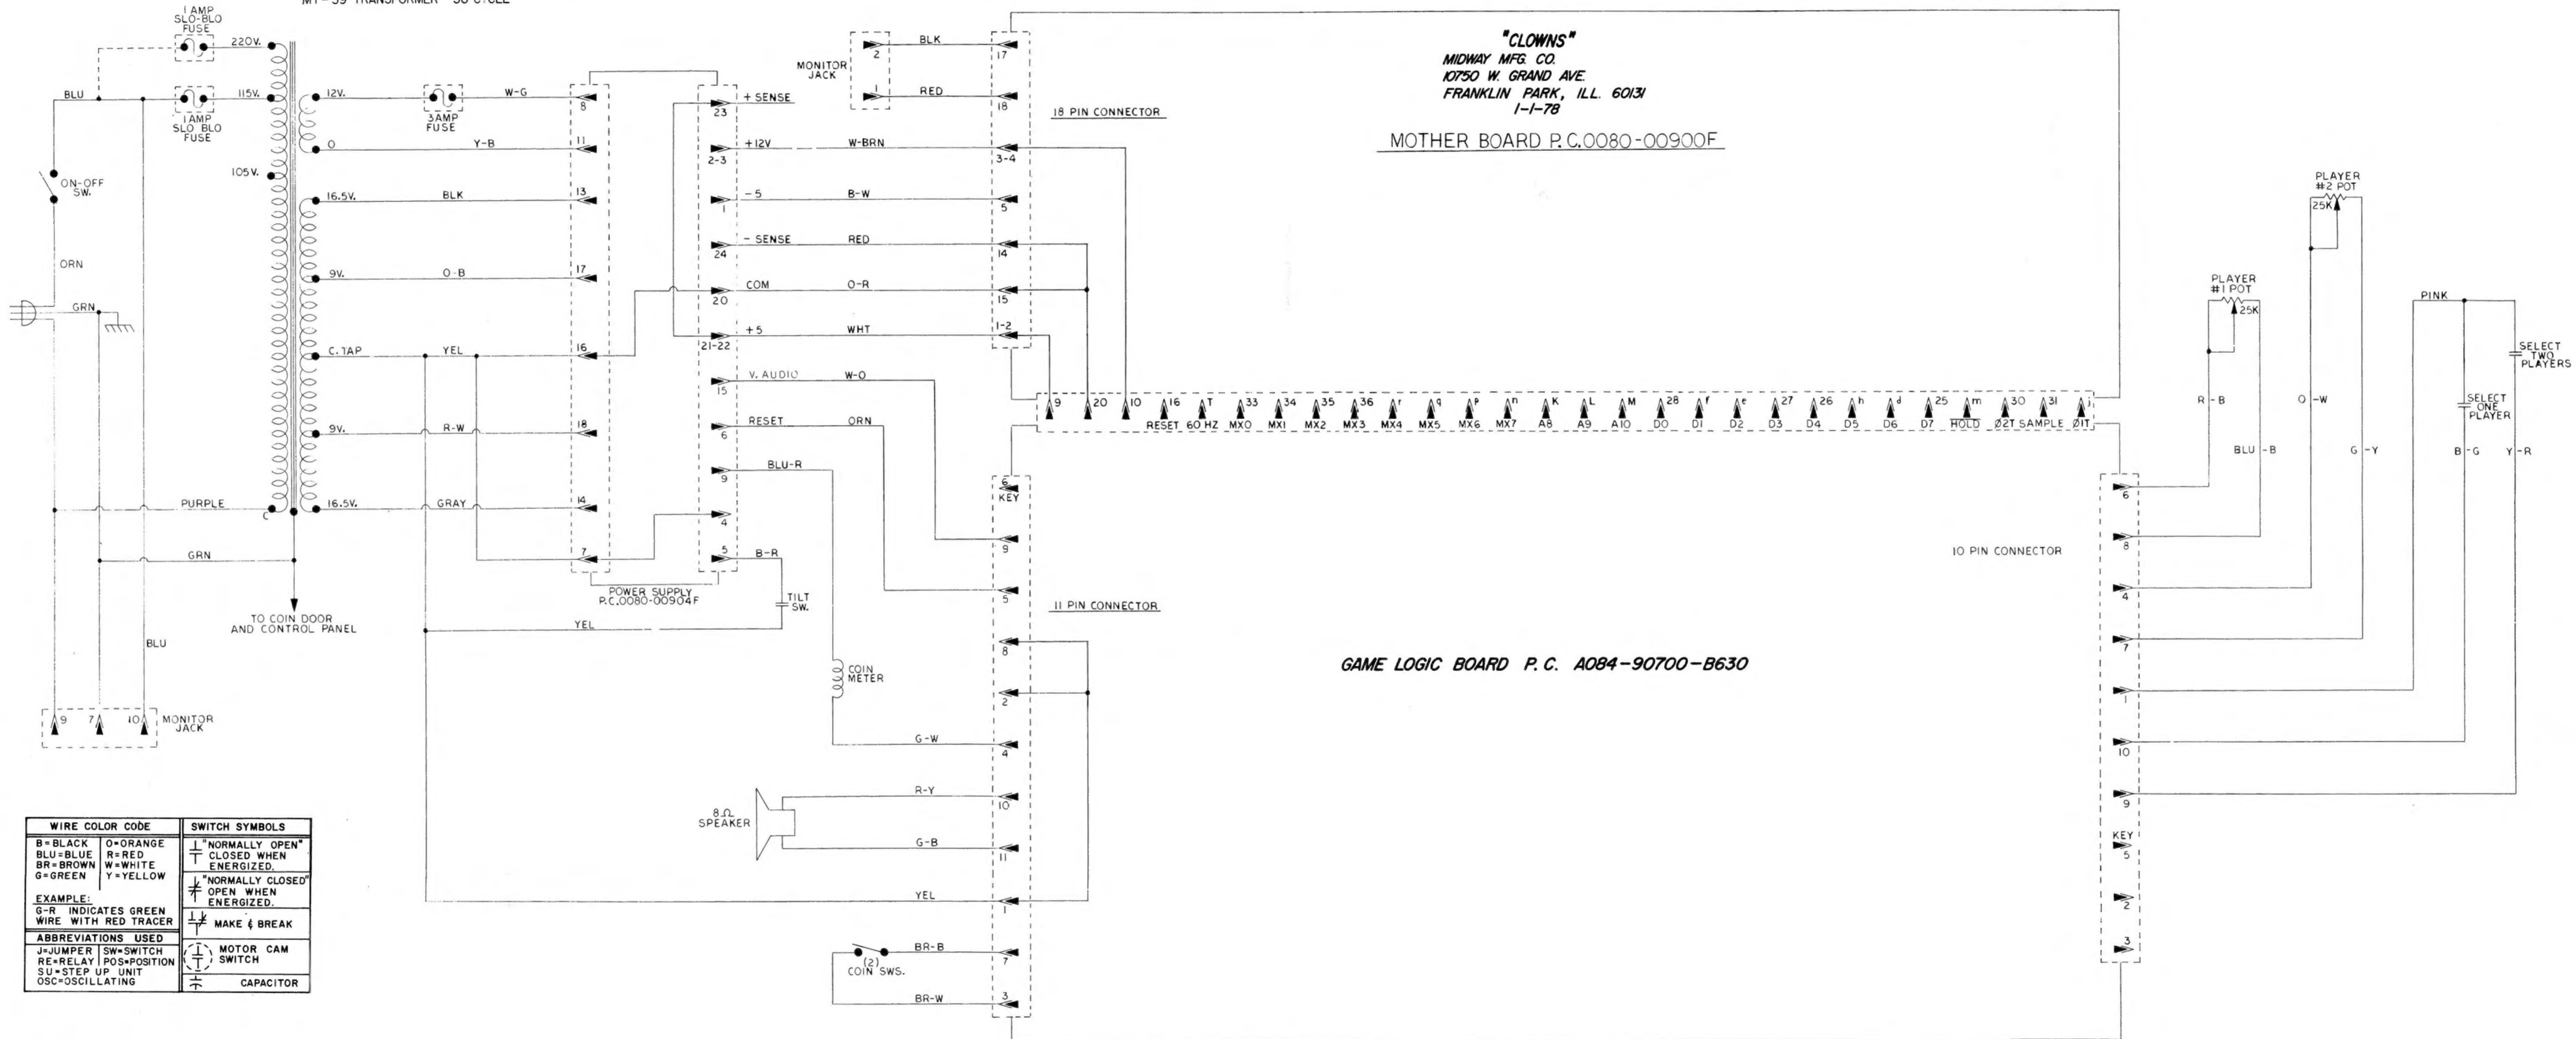 MT-59 TRANSFORMER 50 CYCLE
1 AMP
SLO-BLO
FUSE
220V.
BLU
115V.
1 AMP
SLO BLO
FUSE
105V.
ON-OFF
SW.
ORN
GRN
PURPLE
C
GRN
TO COIN DOOR
AND CONTROL PANEL
BLU
9
7
10
MONITOR
JACK
12V.
3AMP
FUSE
W-G
8
O
Y-B
11
16.5V.
BLK
13
9V.
O-B
17
C. TAP
YEL
16
9V.
R-W
18
16.5V.
GRAY
14
7
YEL
POWER SUPPLY
P.C.0080-00904F
23
+ SENSE
2-3
+12V
W-BRN
1
-5
B-W
24
- SENSE
RED
20
COM
O-R
21-22
+5
WHT
15
V. AUDIO
W-O
6
RESET
ORN
9
BLU-R
4
5
B-R
TILT
SW.
COIN
METER
MONITOR
JACK
2
BLK
1
RED
17
18
3-4
5
14
15
1-2
18 PIN CONNECTOR
"CLOWNS"
MIDWAY MFG. CO.
10750 W. GRAND AVE.
FRANKLIN PARK, ILL. 60131
1-1-78
MOTHER BOARD P.C.0080-00900F
9 20 10 16 T 33 34 35 36 r q p n K L M 28 f e 27 26 h d 25 m 30 31 j
RESET 60 HZ MX0 MX1 MX2 MX3 MX4 MX5 MX6 MX7 A8 A9 A10 D0 D1 D2 D3 D4 D5 D6 D7 HOLD Ø2T SAMPLE Ø1T
6
KEY
9
5
8
2
G-W
4
8Ω
SPEAKER
R-Y
10
G-B
11
YEL
1
BR-B
7
(2)
COIN SWS.
BR-W
3
11 PIN CONNECTOR
GAME LOGIC BOARD P.C. A084-90700-B630
10 PIN CONNECTOR
6
8
4
7
1
10
9
KEY
5
2
3
PLAYER
#1 POT
25K
PLAYER
#2 POT
25K
PINK
SELECT
TWO
PLAYERS
SELECT
ONE
PLAYER
R-B
BLU-B
O-W
G-Y
B-G
Y-R
WIRE COLOR CODE
B=BLACK O=ORANGE
BLU=BLUE R=RED
BR=BROWN W=WHITE
G=GREEN Y=YELLOW
EXAMPLE:
G-R INDICATES GREEN
WIRE WITH RED TRACER
ABBREVIATIONS USED
J=JUMPER SW=SWITCH
RE=RELAY POS=POSITION
SU=STEP UP UNIT
OSC=OSCILLATING
SWITCH SYMBOLS
"NORMALLY OPEN"
CLOSED WHEN
ENERGIZED.
"NORMALLY CLOSED"
OPEN WHEN
ENERGIZED.
MAKE & BREAK
MOTOR CAM
SWITCH
CAPACITOR